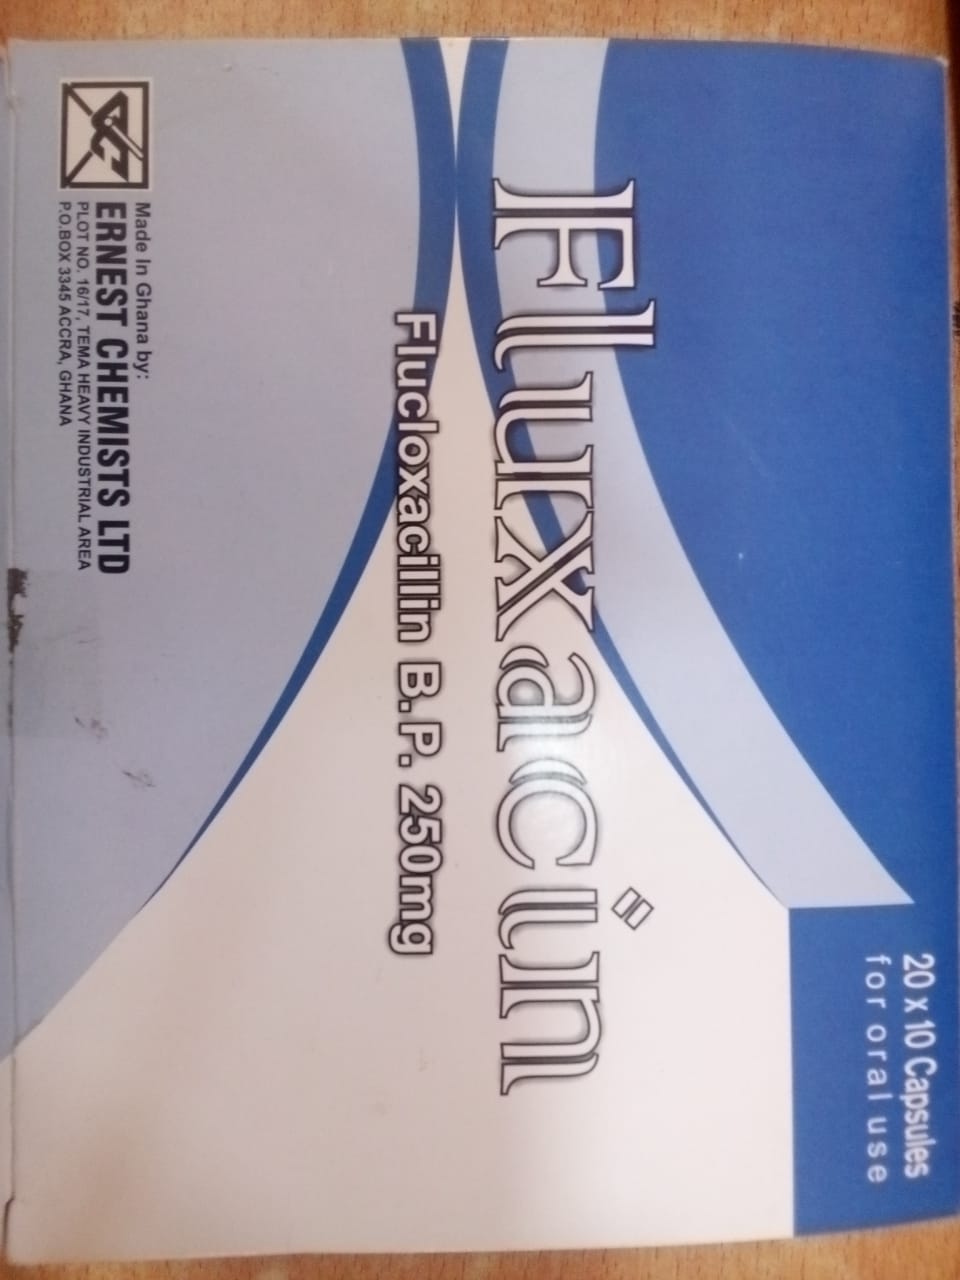 20 x 10 Capsules
for oral use
Fluxacin
Flucloxacillin B.P. 250mg
Made In Ghana by:
ERNEST CHEMISTS LTD
PLOT NO. 16/17, TEMA HEAVY INDUSTRIAL AREA
P.O.BOX 3345 ACCRA, GHANA